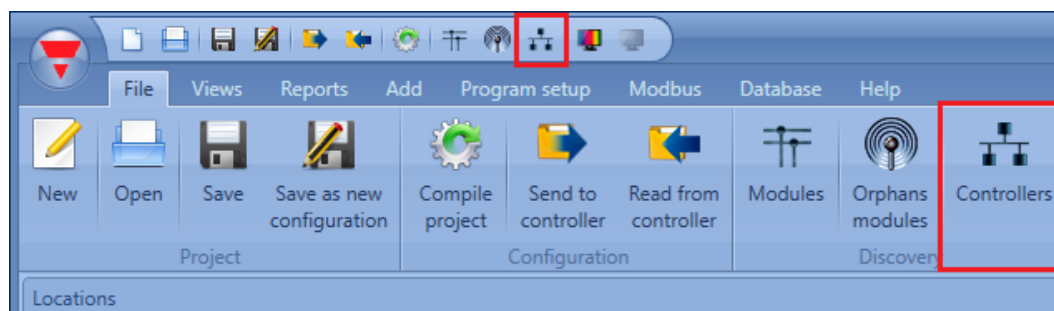 File Views Reports Add Program setup Modbus Database Help
New Open Save Save as new configuration Compile project Send to controller Read from controller Modules Orphans modules Controllers
Project Configuration Discovery
Locations